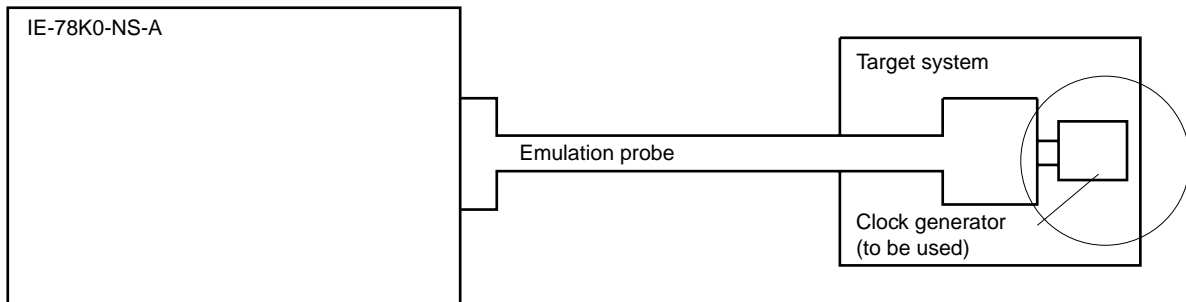 IE-78K0-NS-A
Target system
Emulation probe
Clock generator
(to be used)